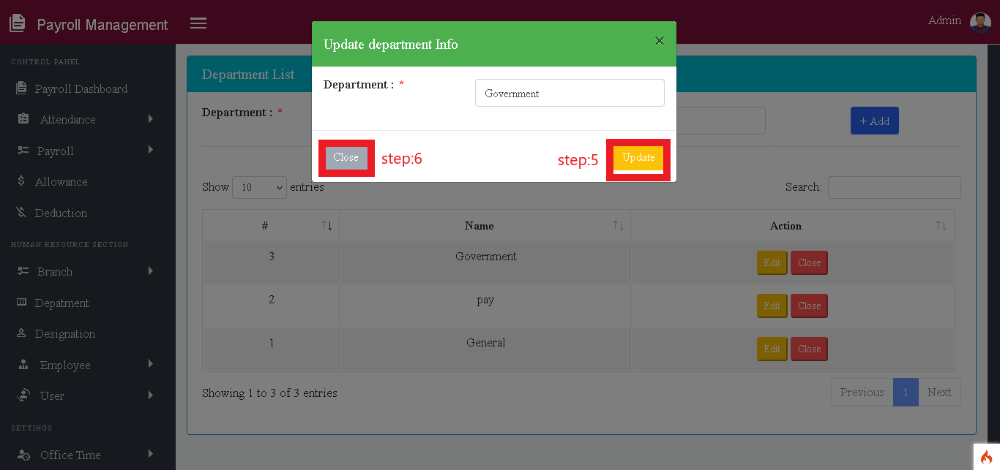 Payroll Management
Admin
CONTROL PANEL
Payroll Dashboard
Attendance
Payroll
Allowance
Deduction
HUMAN RESOURCE SECTION
Branch
Depatment
Designation
Employee
User
SETTINGS
Office Time
Update department Info ×
Department : * Government
Close step:6 step:5 Update
Department List
Department : * + Add
Show 10 entries Search:
# Name Action
3 Government Edit Close
2 pay Edit Close
1 General Edit Close
Showing 1 to 3 of 3 entries Previous 1 Next